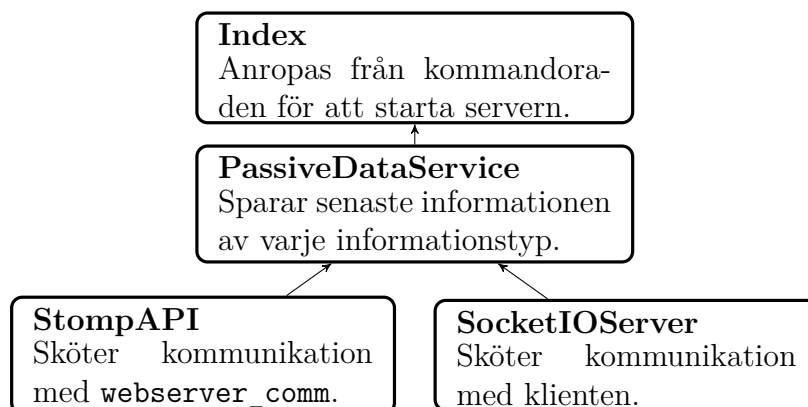 Index
Anropas från kommandora-
den för att starta servern.
PassiveDataService
Sparar senaste informationen
av varje informationstyp.
StompAPI
Sköter kommunikation
med webserver_comm.
SocketIOServer
Sköter kommunikation
med klienten.